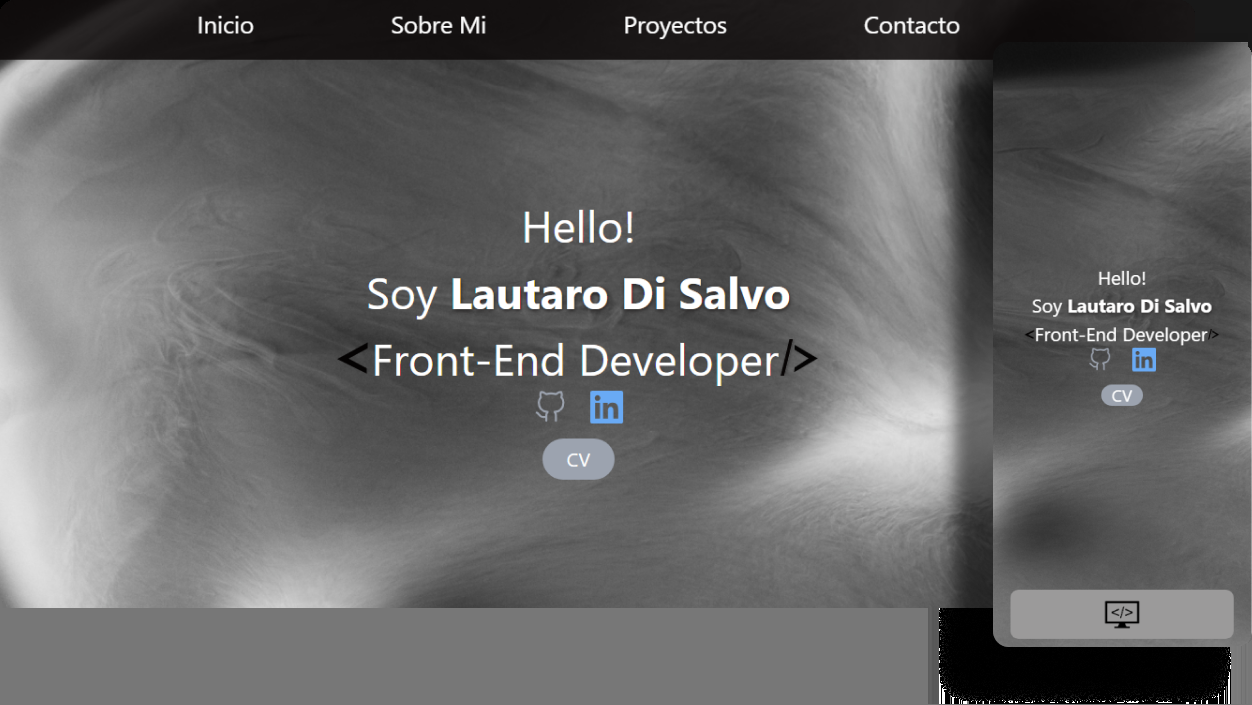 Inicio Sobre Mi Proyectos Contacto
Hello!
Soy Lautaro Di Salvo
<Front-End Developer/>
in
CV
Hello!
Soy Lautaro Di Salvo
<Front-End Developer/>
in
CV
</>